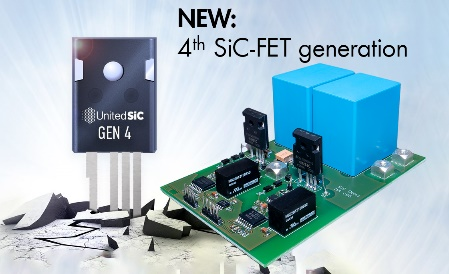 NEW:
4th SiC-FET generation
UnitedSiC
GEN 4